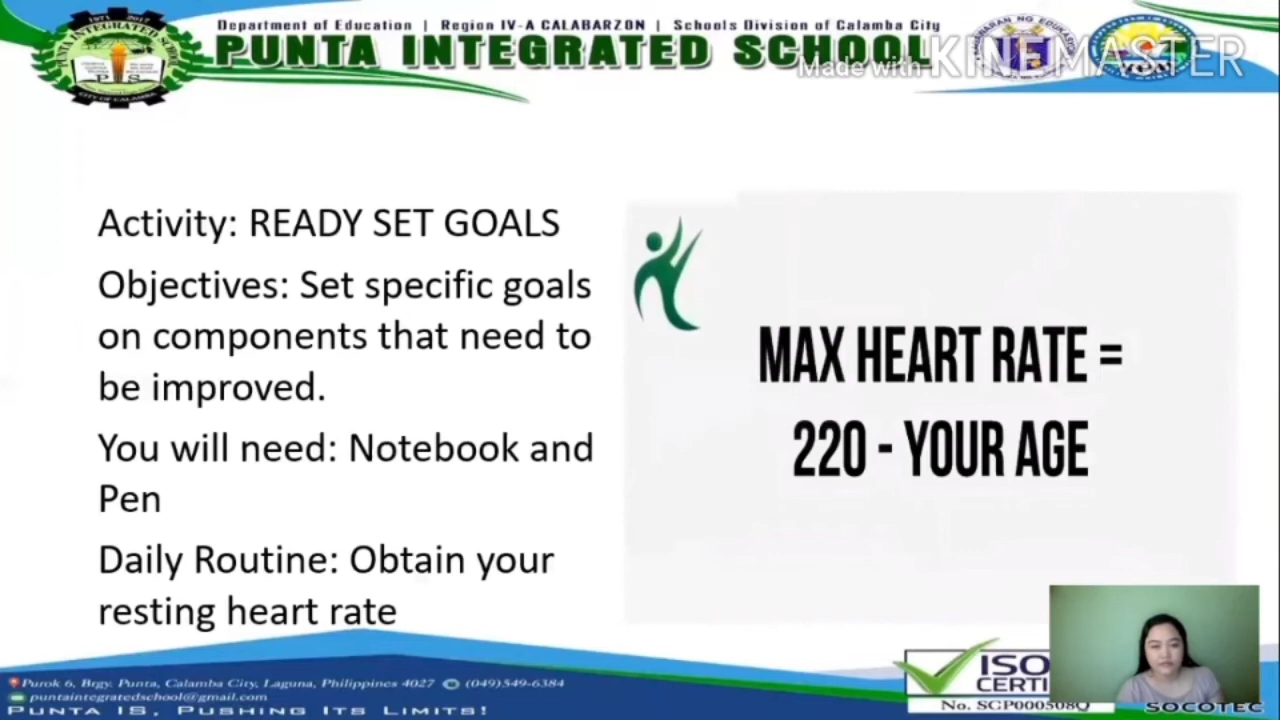 Department of Education | Region IV-A CALABARZON | Schools Division of Calamba City
PUNTA INTEGRATED SCHOOL
Made with KINEMASTER
Activity: READY SET GOALS
Objectives: Set specific goals
on components that need to
be improved.
You will need: Notebook and
Pen
Daily Routine: Obtain your
resting heart rate
MAX HEART RATE =
220 - YOUR AGE
Purok 6, Brgy. Punta, Calamba City, Laguna, Philippines 4027 (049)549-6384
puntaintegratedschool@gmail.com
PUNTA IS, PUSHING ITS LIMITS!
ISO
CERTI
No. SCP000508Q
SOCOTEC